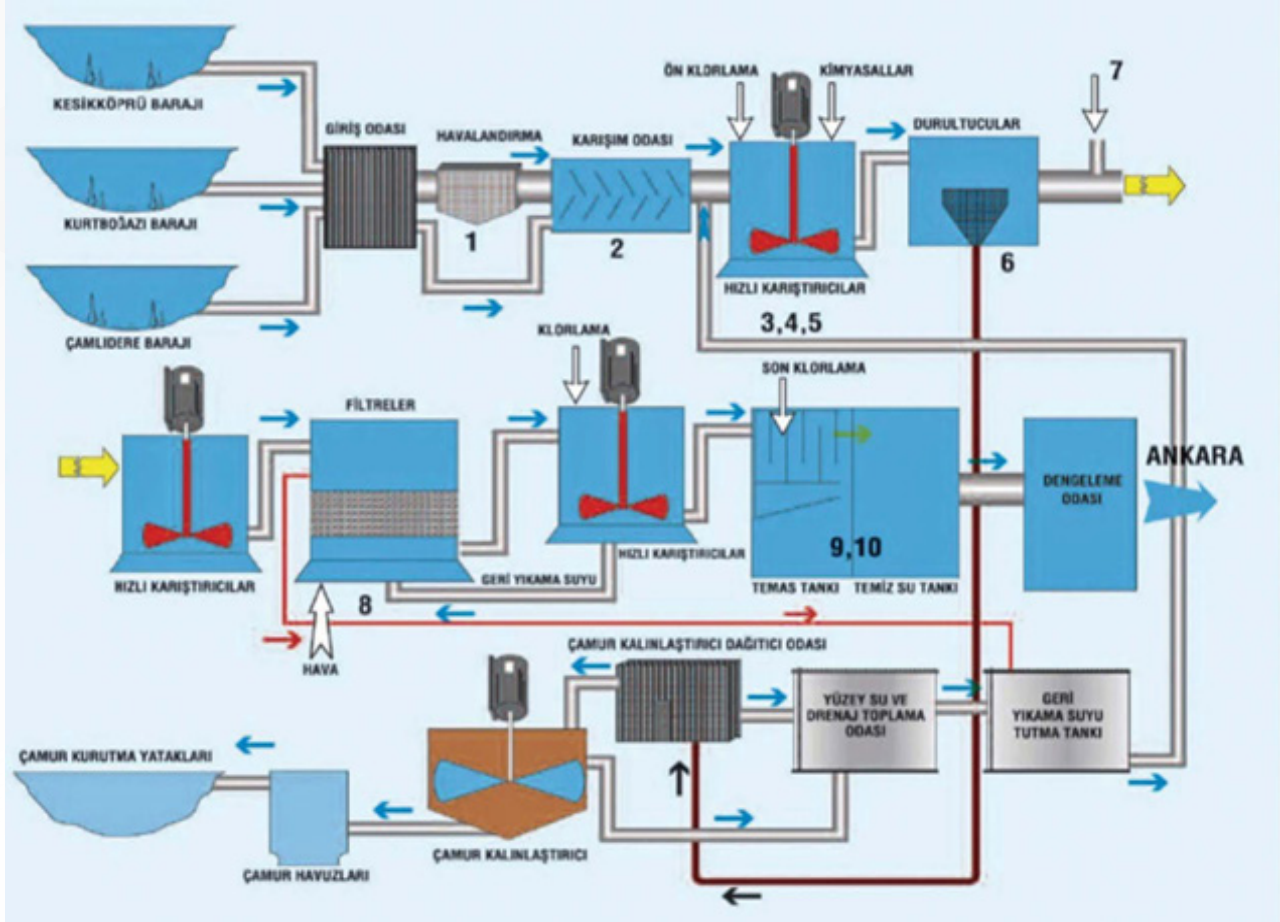 KESİKKÖPRÜ BARAJI
KURTBOĞAZI BARAJI
ÇAMLIDERE BARAJI
GİRİŞ ODASI
HAVALANDIRMA
1
KARIŞIM ODASI
2
ÖN KLORLAMA
KİMYASALLAR
HIZLI KARIŞTIRICILAR
3,4,5
DURULTUCULAR
6
7
HIZLI KARIŞTIRICILAR
FİLTRELER
8
HAVA
GERİ YIKAMA SUYU
KLORLAMA
HIZLI KARIŞTIRICILAR
SON KLORLAMA
9,10
TEMAS TANKI
TEMİZ SU TANKI
DENGELEME
ODASI
ANKARA
ÇAMUR KALINLAŞTIRICI DAĞITICI ODASI
YÜZEY SU VE
DRENAJ TOPLAMA
ODASI
GERİ
YIKAMA SUYU
TUTMA TANKI
ÇAMUR KURUTMA YATAKLARI
ÇAMUR HAVUZLARI
ÇAMUR KALINLAŞTIRICI